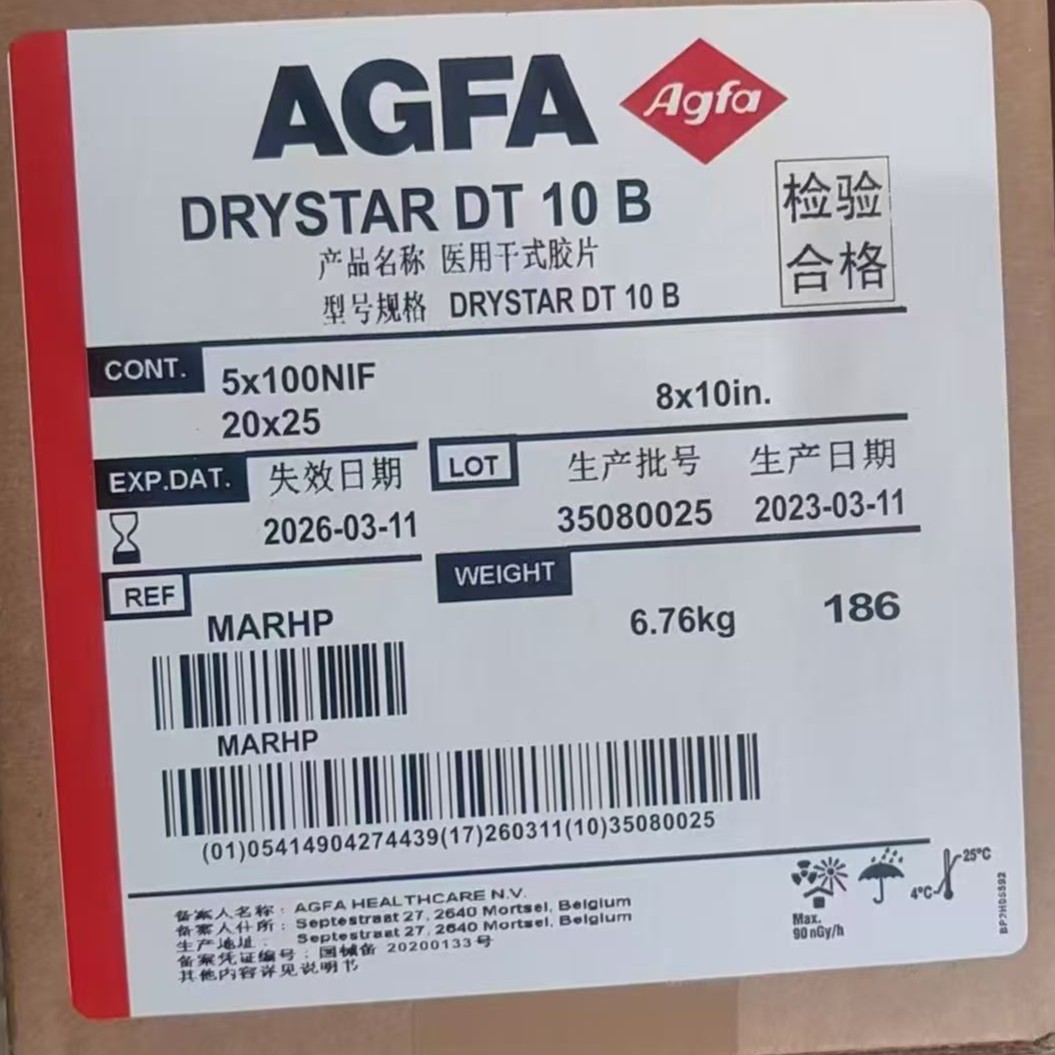 AGFA
Agfa
DRYSTAR DT 10 B
检验
合格
产品名称 医用干式胶片
型号规格 DRYSTAR DT 10 B
CONT. 5x100NIF
20x25 8x10in.
EXP.DAT. 失效日期 LOT 生产批号 生产日期
2026-03-11 35080025 2023-03-11
REF WEIGHT
MARHP 6.76kg 186
MARHP
(01)05414904274439(17)260311(10)35080025
备案人名称: AGFA HEALTHCARE N.V.
备案人住所: Septestraat 27, 2640 Mortsel, Belgium
生产地址: Septestraat 27, 2640 Mortsel, Belgium
备案凭证编号: 国械备 20200133号
其他内容详见说明书
Max.
90 nGy/h
4°C 25°C